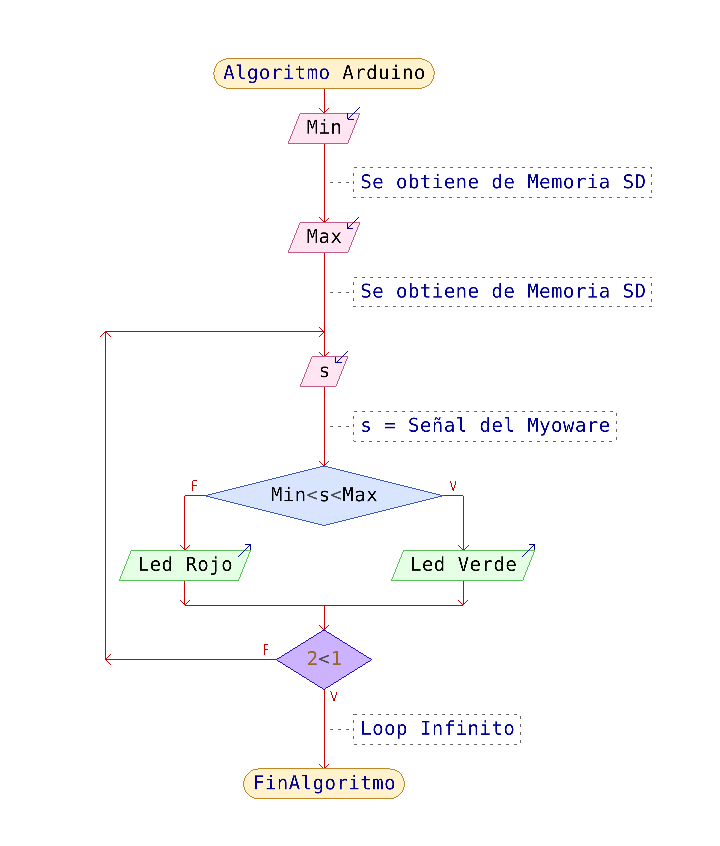 Algoritmo Arduino
Min
Se obtiene de Memoria SD
Max
Se obtiene de Memoria SD
s
s = Señal del Myoware
F
V
Min<s<Max
Led Rojo
Led Verde
F
2<1
V
Loop Infinito
FinAlgoritmo